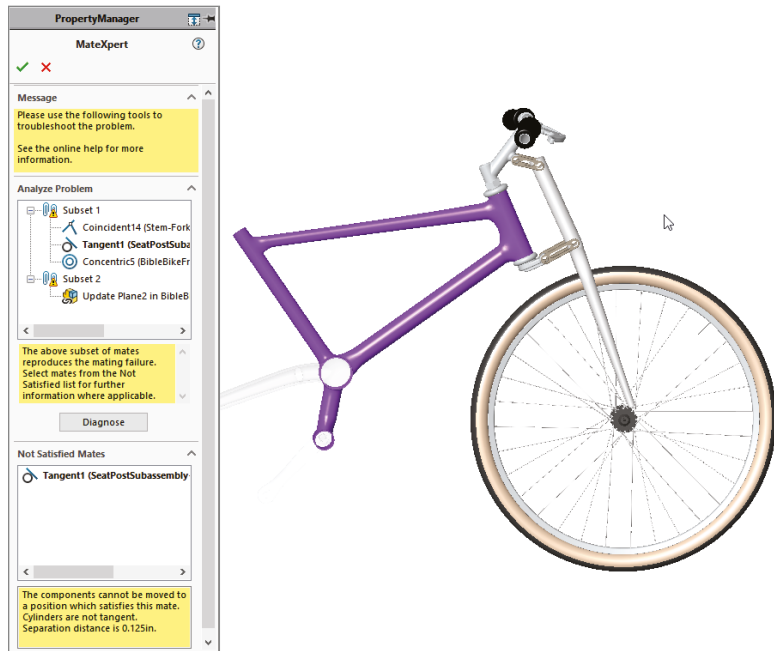 PropertyManager
MateXpert
Message
Please use the following tools to
troubleshoot the problem.
See the online help for more
information.
Analyze Problem
Subset 1
Coincident14 (Stem-Fork
Tangent1 (SeatPostSuba
Concentric5 (BibleBikeFr
Subset 2
Update Plane2 in BibleB
The above subset of mates
reproduces the mating failure.
Select mates from the Not
Satisfied list for further
information where applicable.
Diagnose
Not Satisfied Mates
Tangent1 (SeatPostSubassembly
The components cannot be moved to
a position which satisfies this mate.
Cylinders are not tangent.
Separation distance is 0.125in.